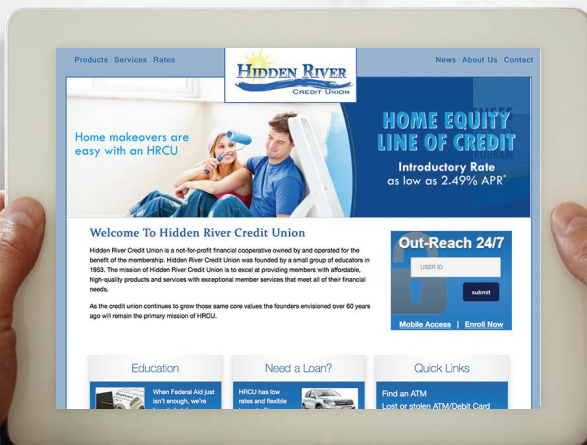 Products Services Rates
HIDDEN RIVER
CREDIT UNION
News About Us Contact
Home makeovers are
easy with an HRCU
HOME EQUITY
LINE OF CREDIT
Introductory Rate
as low as 2.49% APR*
Welcome To Hidden River Credit Union
Hidden River Credit Union is a not-for-profit financial cooperative owned by and operated for the
benefit of the membership. Hidden River Credit Union was founded by a small group of educators in
1953. The mission of Hidden River Credit Union is to excel at providing members with affordable,
high-quality products and services with exceptional member services that meet all of their financial
needs.
As the credit union continues to grow those same core values the founders envisioned over 60 years
ago will remain the primary mission of HRCU.
Out-Reach 24/7
USER ID
submit
Mobile Access | Enroll Now
Education
When Federal Aid just
isn't enough, we're
Need a Loan?
HRCU has low
rates and flexible
Quick Links
Find an ATM
Lost or stolen ATM/Debit Card